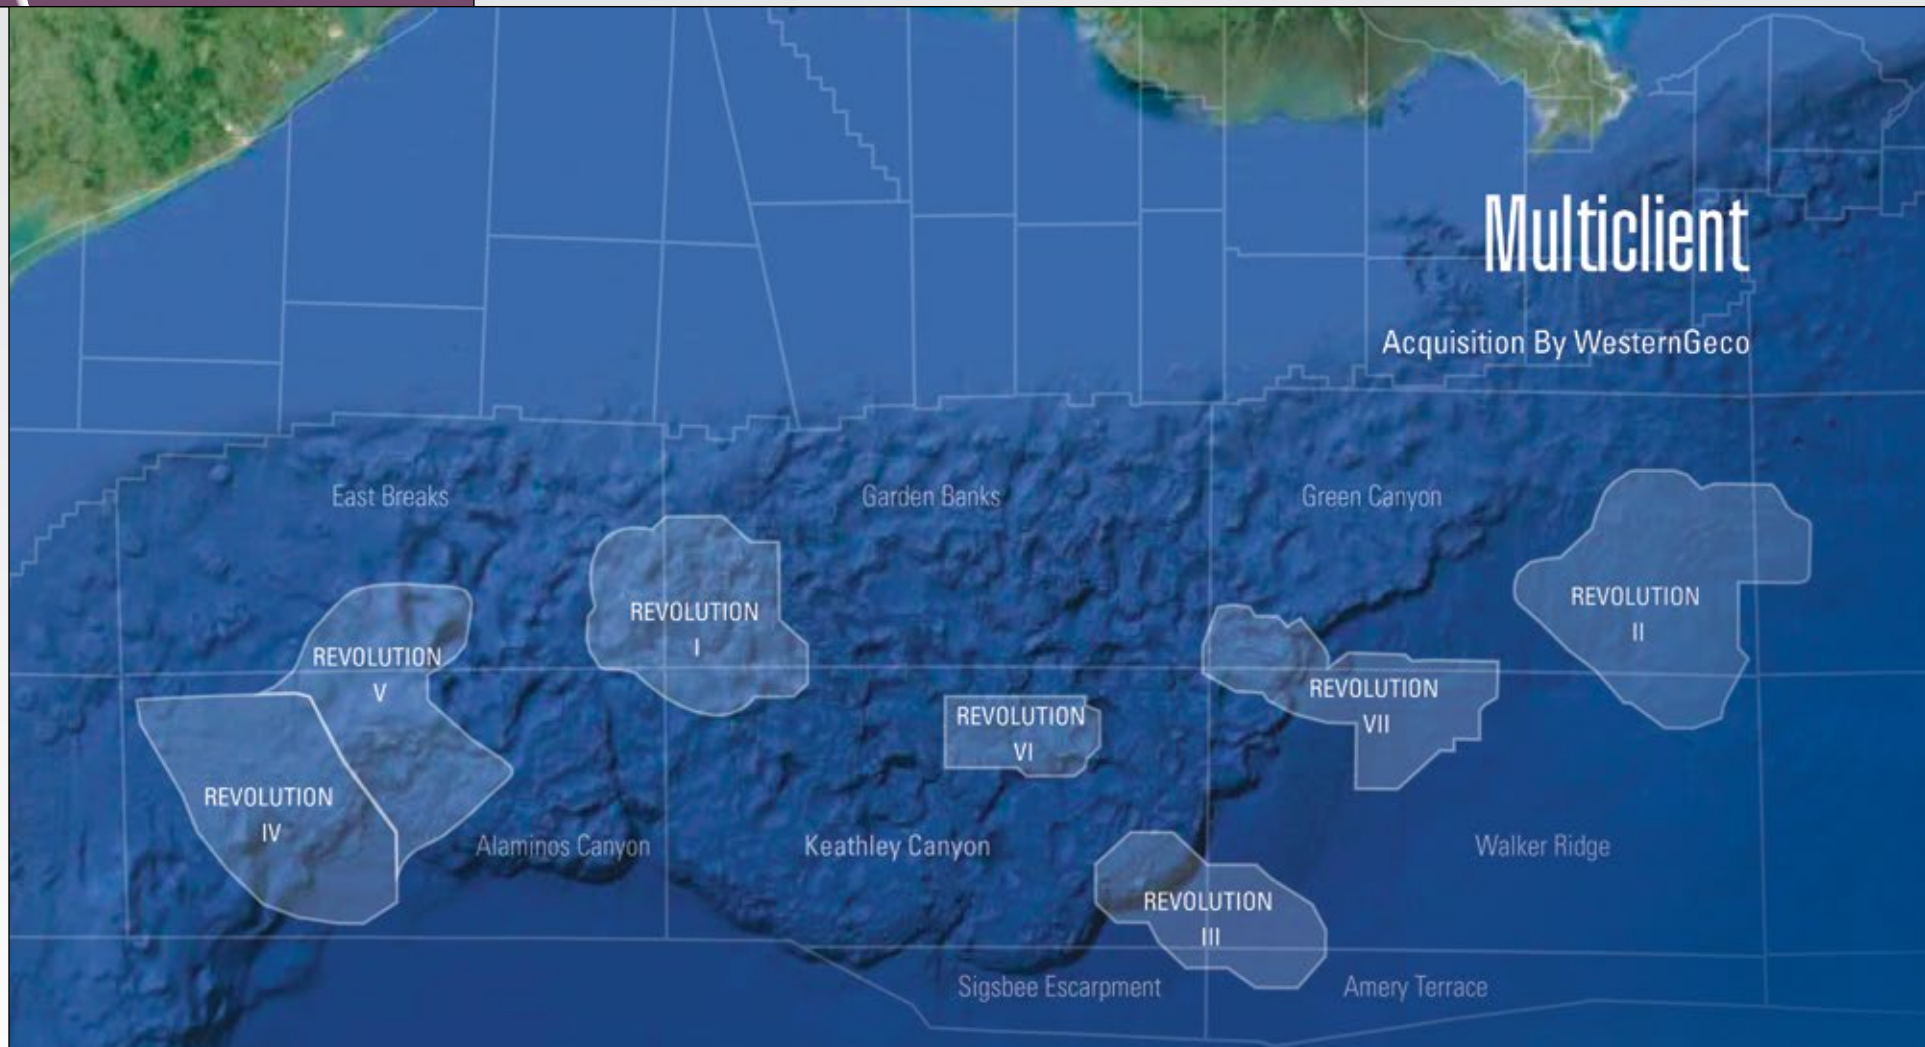 Multiclient
Acquisition By WesternGeco
East Breaks
Garden Banks
Green Canyon
REVOLUTION
I
REVOLUTION
II
REVOLUTION
V
REVOLUTION
VII
REVOLUTION
VI
REVOLUTION
IV
Alaminos Canyon
Keathley Canyon
Walker Ridge
REVOLUTION
III
Sigsbee Escarpment
Amery Terrace